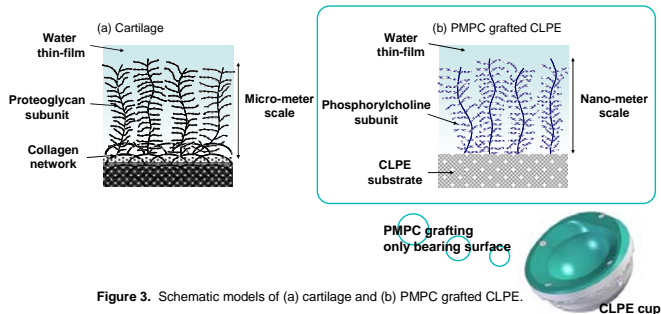 (a) Cartilage
Water
thin-film
Proteoglycan
subunit
Collagen
network
Micro-meter
scale
(b) PMPC grafted CLPE
Water
thin-film
Phosphorylcholine
subunit
CLPE
substrate
Nano-meter
scale
PMPC grafting
only bearing surface
CLPE cup
Figure 3. Schematic models of (a) cartilage and (b) PMPC grafted CLPE.